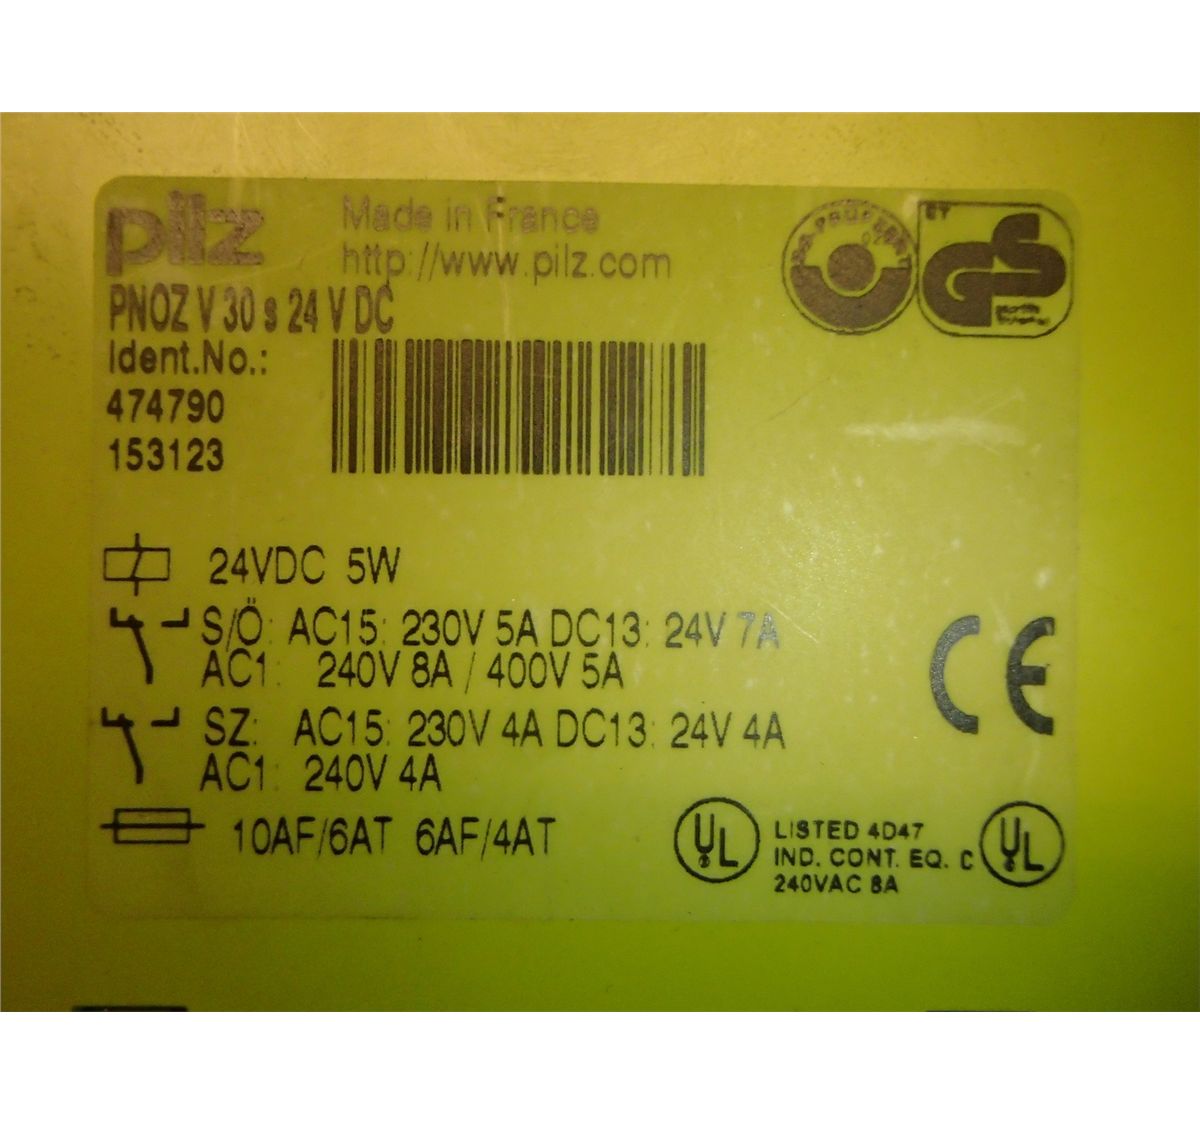 pilz
Made in France
http://www.pilz.com
PNOZ V 30 s 24 V DC
Ident.No.:
474790
153123
ET
GS
24VDC 5W
S/Ö: AC15: 230V 5A DC13: 24V 7A
AC1: 240V 8A / 400V 5A
SZ: AC15: 230V 4A DC13: 24V 4A
AC1: 240V 4A
10AF/6AT 6AF/4AT
CE
UL
LISTED 4D47
IND. CONT. EQ.
240VAC 8A
C
UL